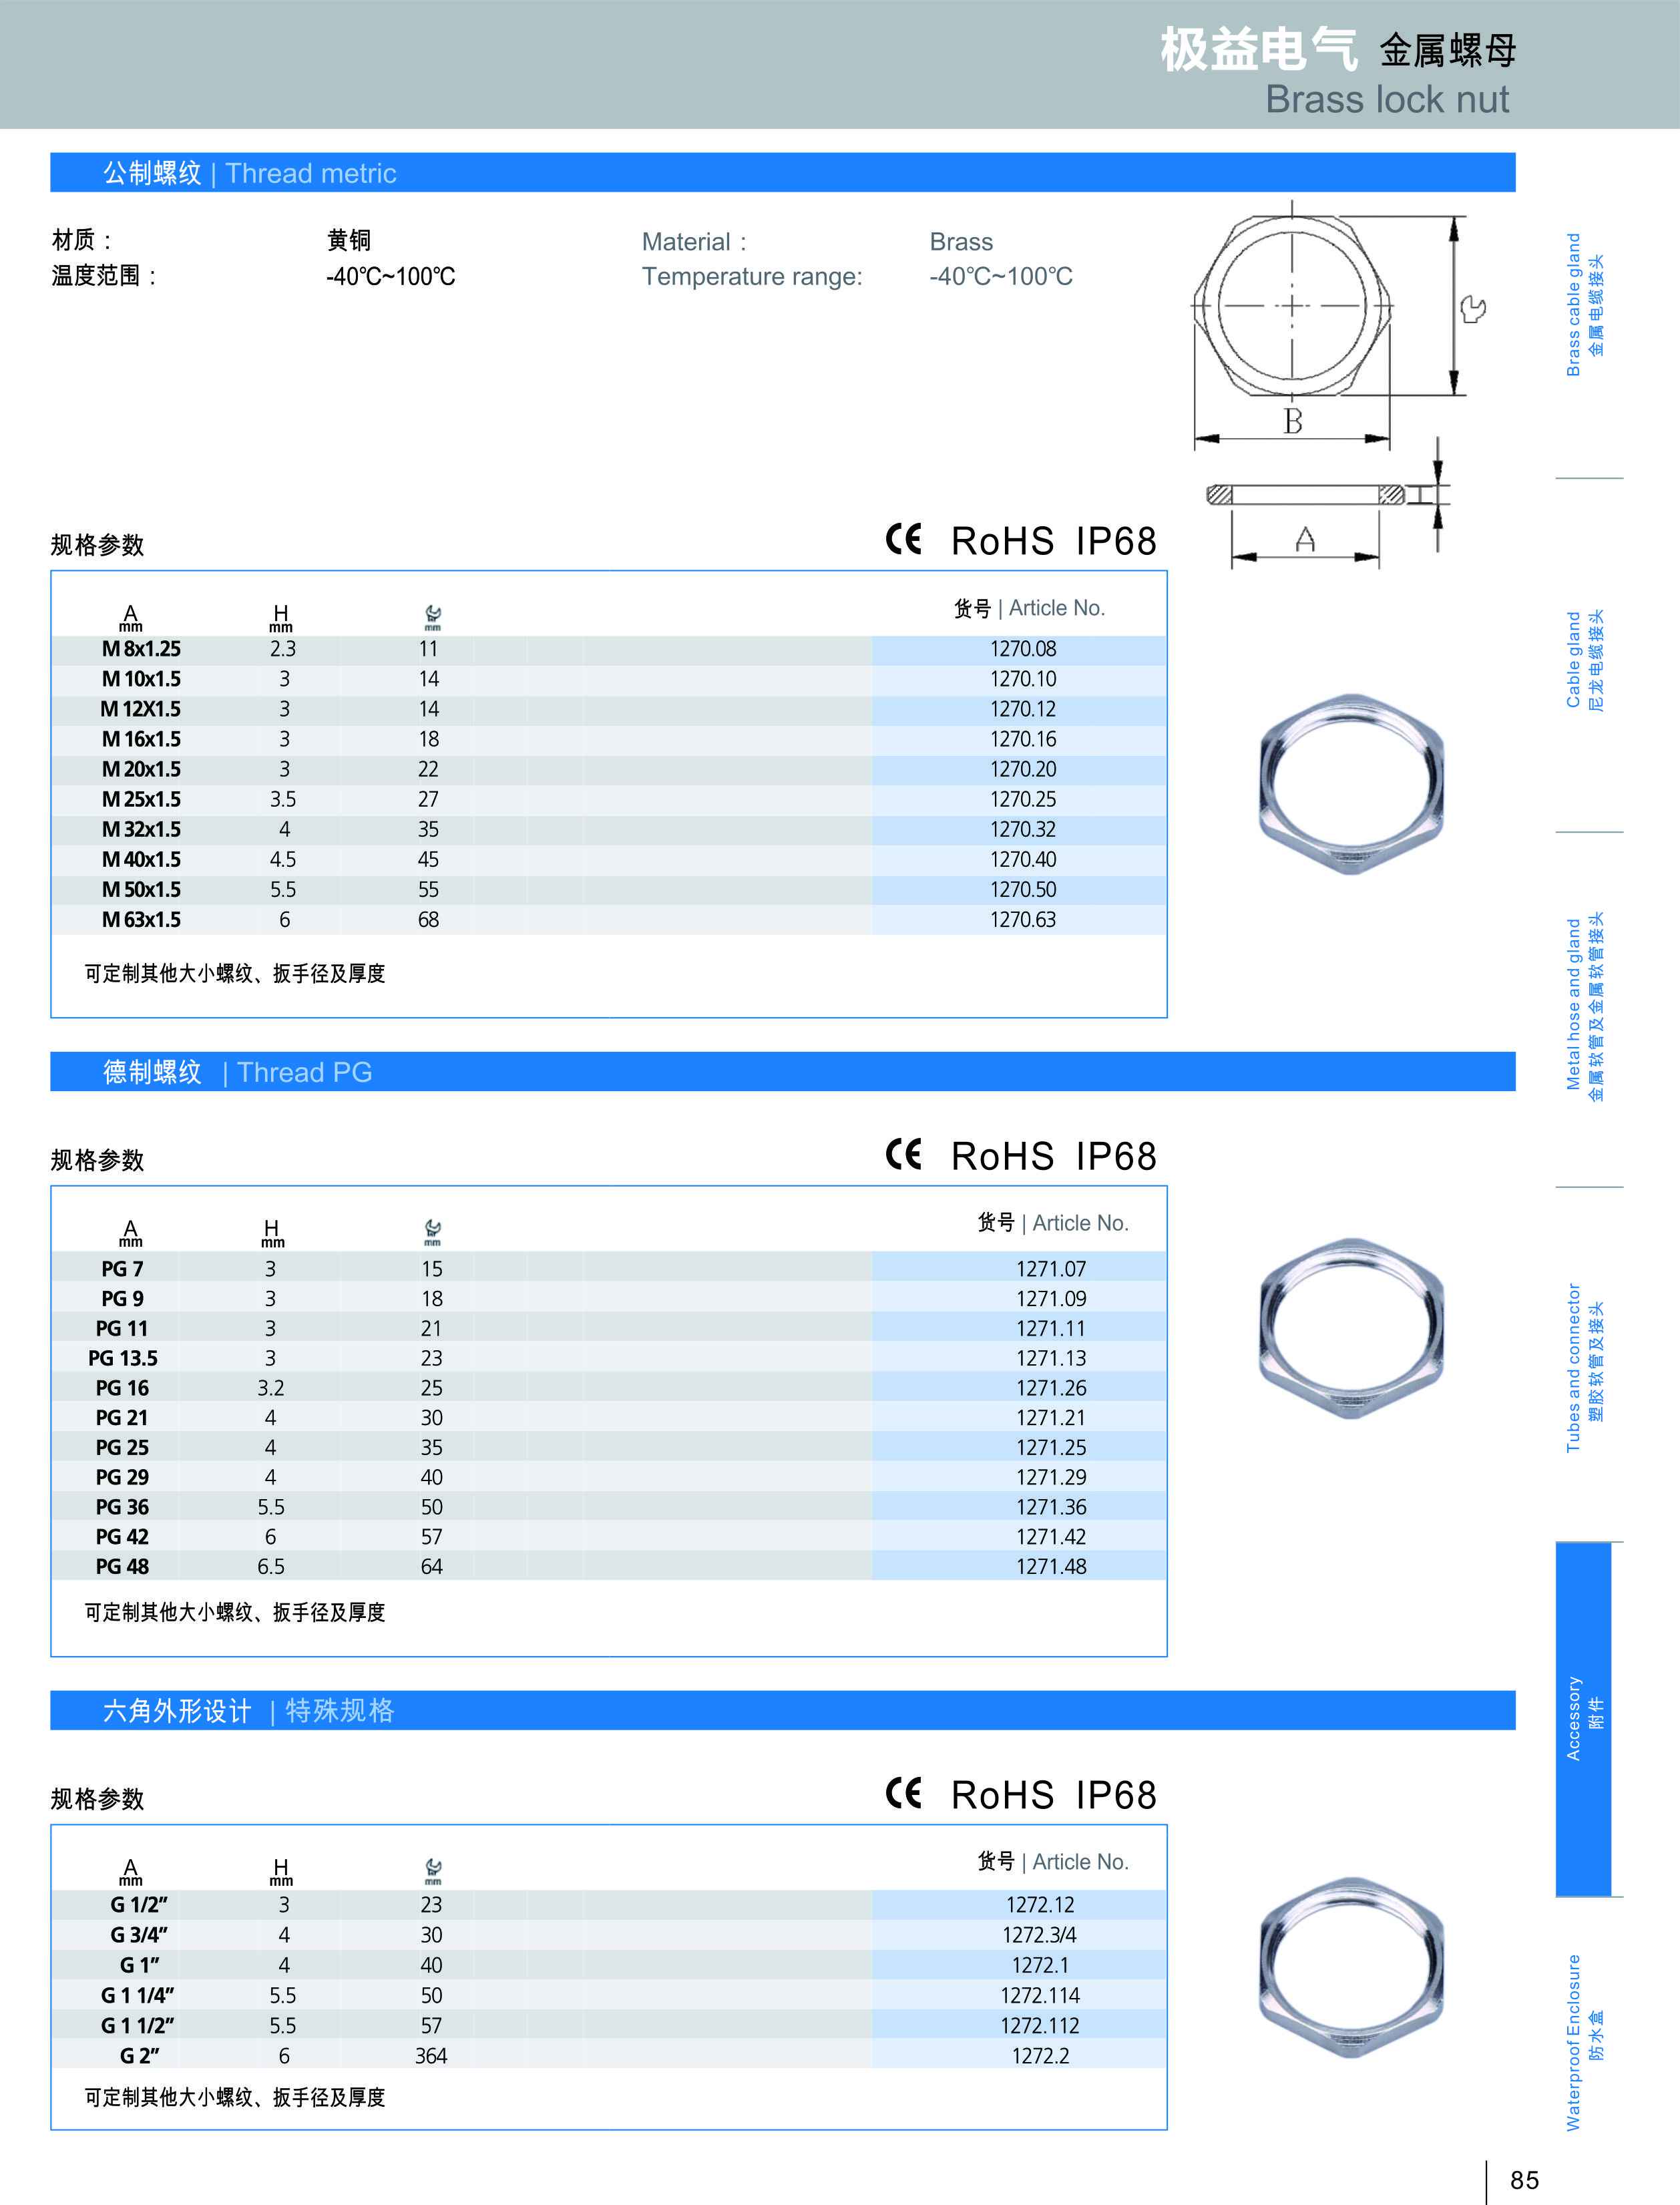 极益电气 金属螺母
Brass lock nut
公制螺纹 | Thread metric
材质： 黄铜 Material： Brass
温度范围： -40℃~100℃ Temperature range: -40℃~100℃
B
A
H
规格参数 CE RoHS IP68
A mm H mm mm 货号 | Article No.
M 8x1.25 2.3 11 1270.08
M 10x1.5 3 14 1270.10
M 12X1.5 3 14 1270.12
M 16x1.5 3 18 1270.16
M 20x1.5 3 22 1270.20
M 25x1.5 3.5 27 1270.25
M 32x1.5 4 35 1270.32
M 40x1.5 4.5 45 1270.40
M 50x1.5 5.5 55 1270.50
M 63x1.5 6 68 1270.63
可定制其他大小螺纹、扳手径及厚度
德制螺纹 | Thread PG
规格参数 CE RoHS IP68
A mm H mm mm 货号 | Article No.
PG 7 3 15 1271.07
PG 9 3 18 1271.09
PG 11 3 21 1271.11
PG 13.5 3 23 1271.13
PG 16 3.2 25 1271.26
PG 21 4 30 1271.21
PG 25 4 35 1271.25
PG 29 4 40 1271.29
PG 36 5.5 50 1271.36
PG 42 6 57 1271.42
PG 48 6.5 64 1271.48
可定制其他大小螺纹、扳手径及厚度
六角外形设计 | 特殊规格
规格参数 CE RoHS IP68
A mm H mm mm 货号 | Article No.
G 1/2” 3 23 1272.12
G 3/4” 4 30 1272.3/4
G 1” 4 40 1272.1
G 1 1/4” 5.5 50 1272.114
G 1 1/2” 5.5 57 1272.112
G 2” 6 364 1272.2
可定制其他大小螺纹、扳手径及厚度
Brass cable gland
金属电缆接头
Cable gland
尼龙电缆接头
Metal hose and gland
金属软管及金属软管接头
Tubes and connector
塑胶软管及接头
Accessory
附件
Waterproof Enclosure
防水盒
85